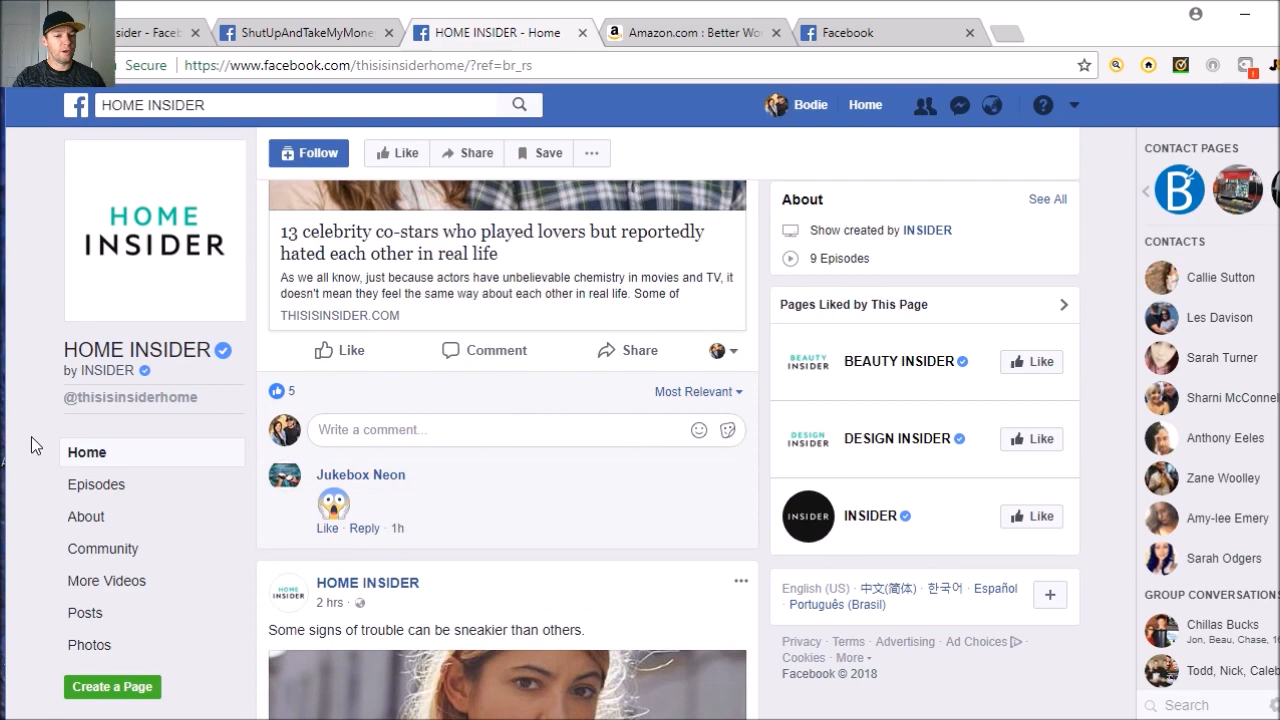 sider - Faceb
ShutUpAndTakeMyMone
HOME INSIDER - Home
Amazon.com : Better Wo
Facebook
Secure
https://www.facebook.com/thisisinsiderhome/?ref=br_rs
HOME INSIDER
Bodie
Home
Follow
Like
Share
Save
HOME
INSIDER
HOME INSIDER
by INSIDER
@thisisinsiderhome
Home
Episodes
About
Community
More Videos
Posts
Photos
Create a Page
13 celebrity co-stars who played lovers but reportedly
hated each other in real life
As we all know, just because actors have unbelievable chemistry in movies and TV, it
doesn't mean they feel the same way about each other in real life. Some of
THISISINSIDER.COM
Like
Comment
Share
5
Most Relevant
Write a comment...
Jukebox Neon
Like · Reply · 1h
HOME
INSIDER
HOME INSIDER
2 hrs ·
Some signs of trouble can be sneakier than others.
About
See All
Show created by INSIDER
9 Episodes
Pages Liked by This Page
BEAUTY
INSIDER
BEAUTY INSIDER
Like
DESIGN
INSIDER
DESIGN INSIDER
Like
INSIDER
INSIDER
Like
English (US) · 中文(简体) · 한국어 · Español
· Português (Brasil)
Privacy · Terms · Advertising · Ad Choices ·
Cookies · More
Facebook © 2018
CONTACT PAGES
B
CONTACTS
Callie Sutton
Les Davison
Sarah Turner
Sharni McConnel
Anthony Eeles
Zane Woolley
Amy-lee Emery
Sarah Odgers
GROUP CONVERSATIONS
Chillas Bucks
Jon, Beau, Chase, 1
Todd, Nick, Caleb
Search